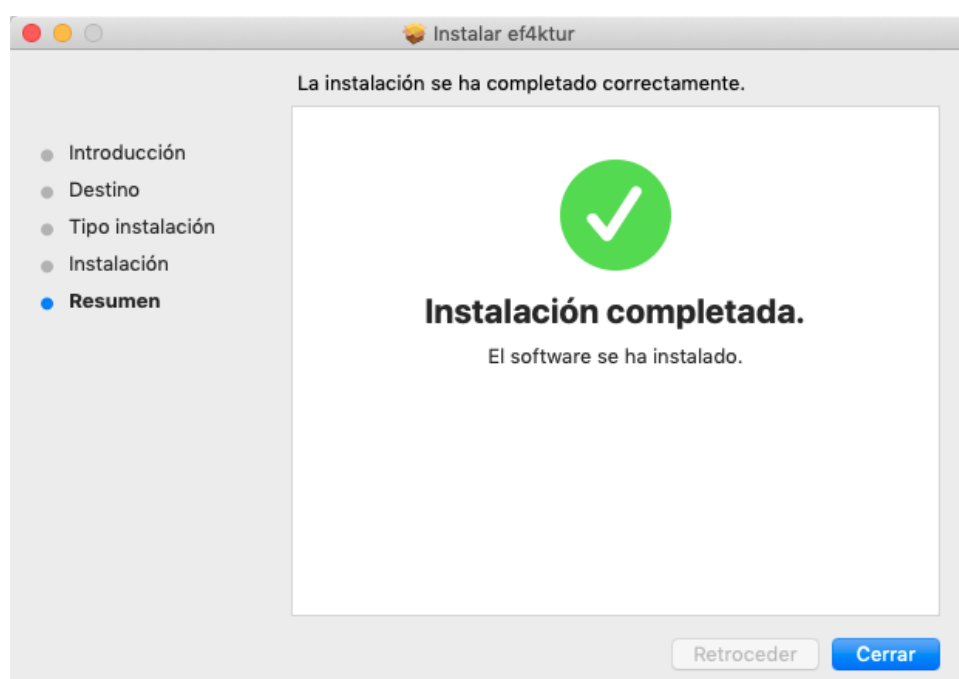 Instalar ef4ktur
La instalación se ha completado correctamente.
Introducción
Destino
Tipo instalación
Instalación
Resumen
Instalación completada.
El software se ha instalado.
Retroceder
Cerrar